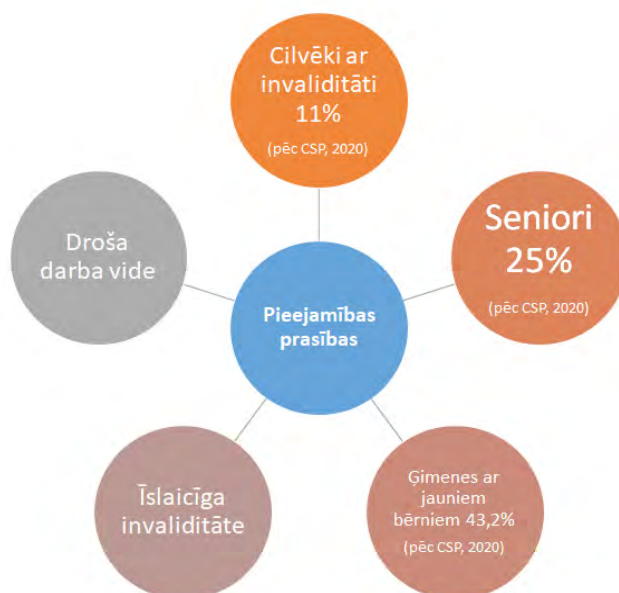 Cilvēki ar
invaliditāti
11%
(pēc CSP, 2020)
Seniori
25%
(pēc CSP, 2020)
Droša
darba vide
Pieejamības
prasības
Īslaicīga
invaliditāte
Ģimenes ar
jauniem
bērniem 43,2%
(pēc CSP, 2020)